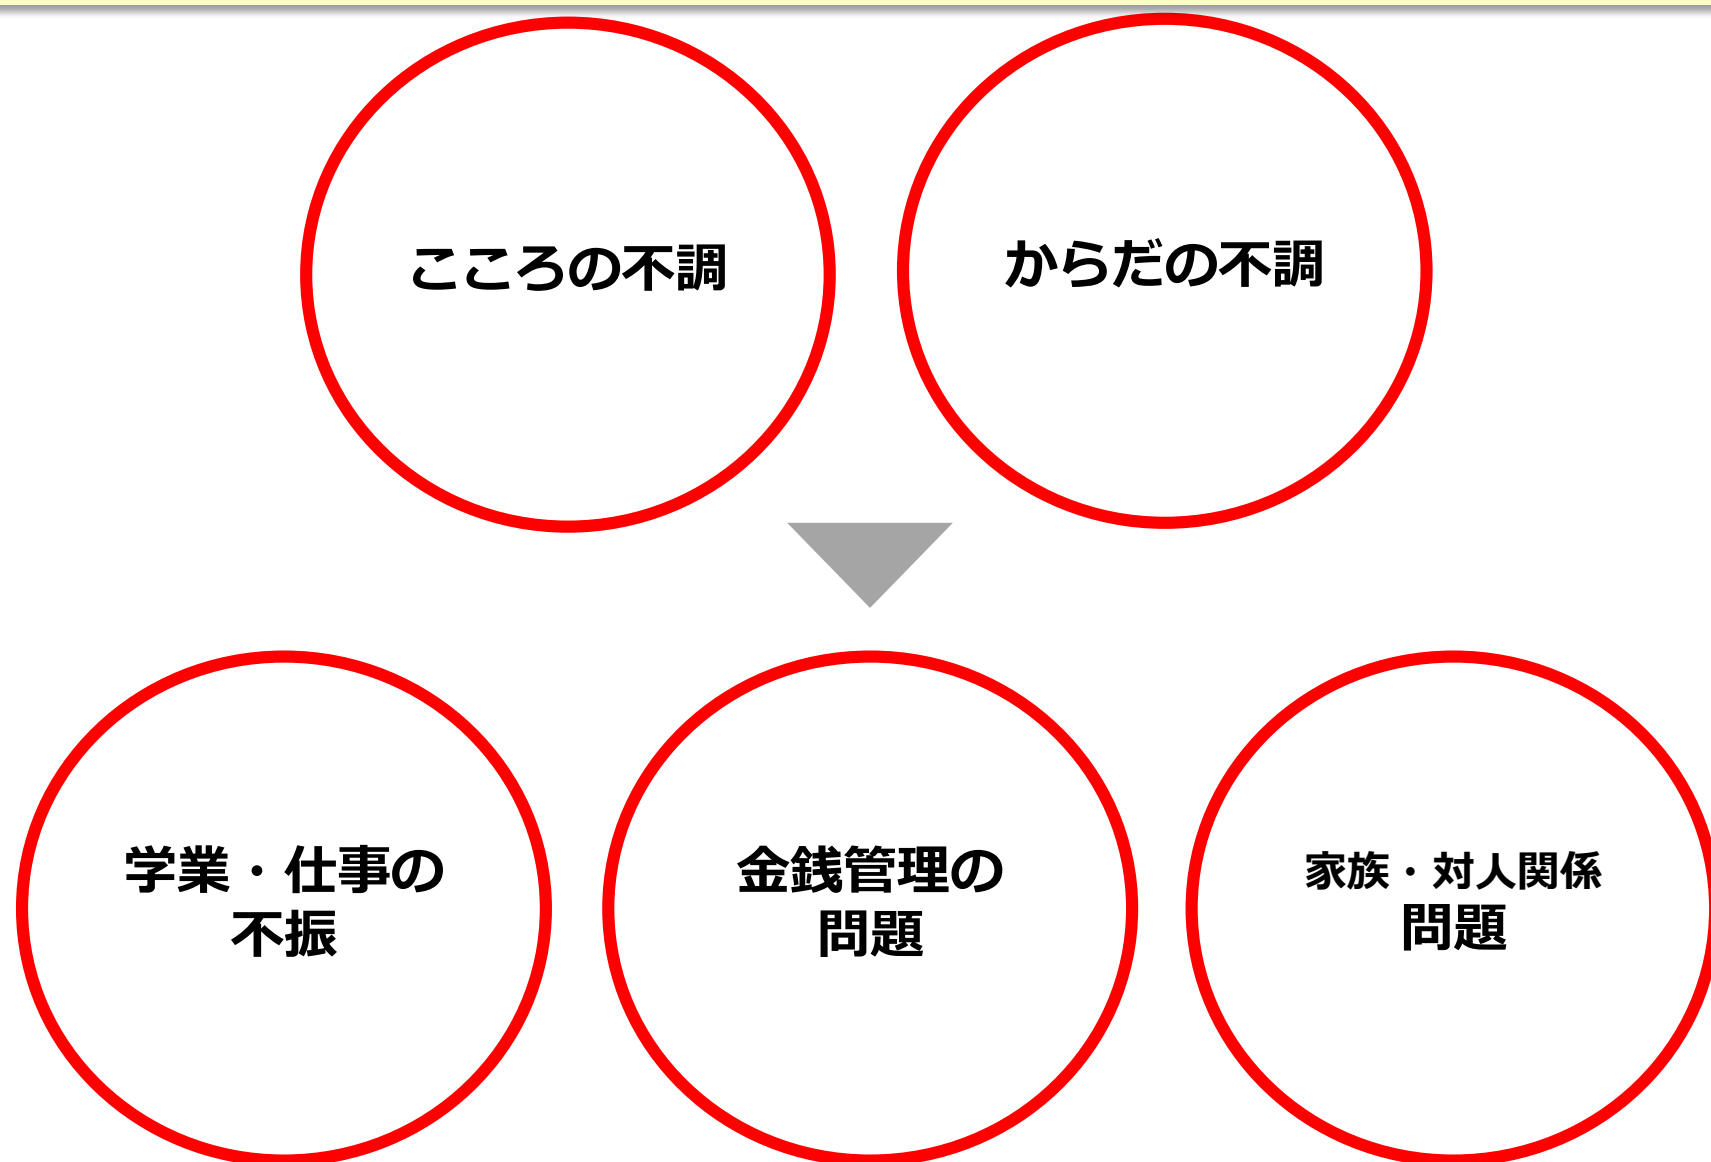 こころの不調
からだの不調
学業・仕事の
不振
金銭管理の
問題
家族・対人関係
問題